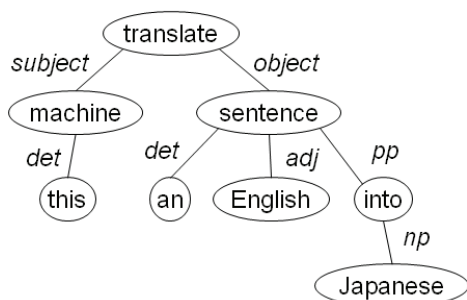 translate
subject object
machine sentence
det det adj pp
this an English into
np
Japanese